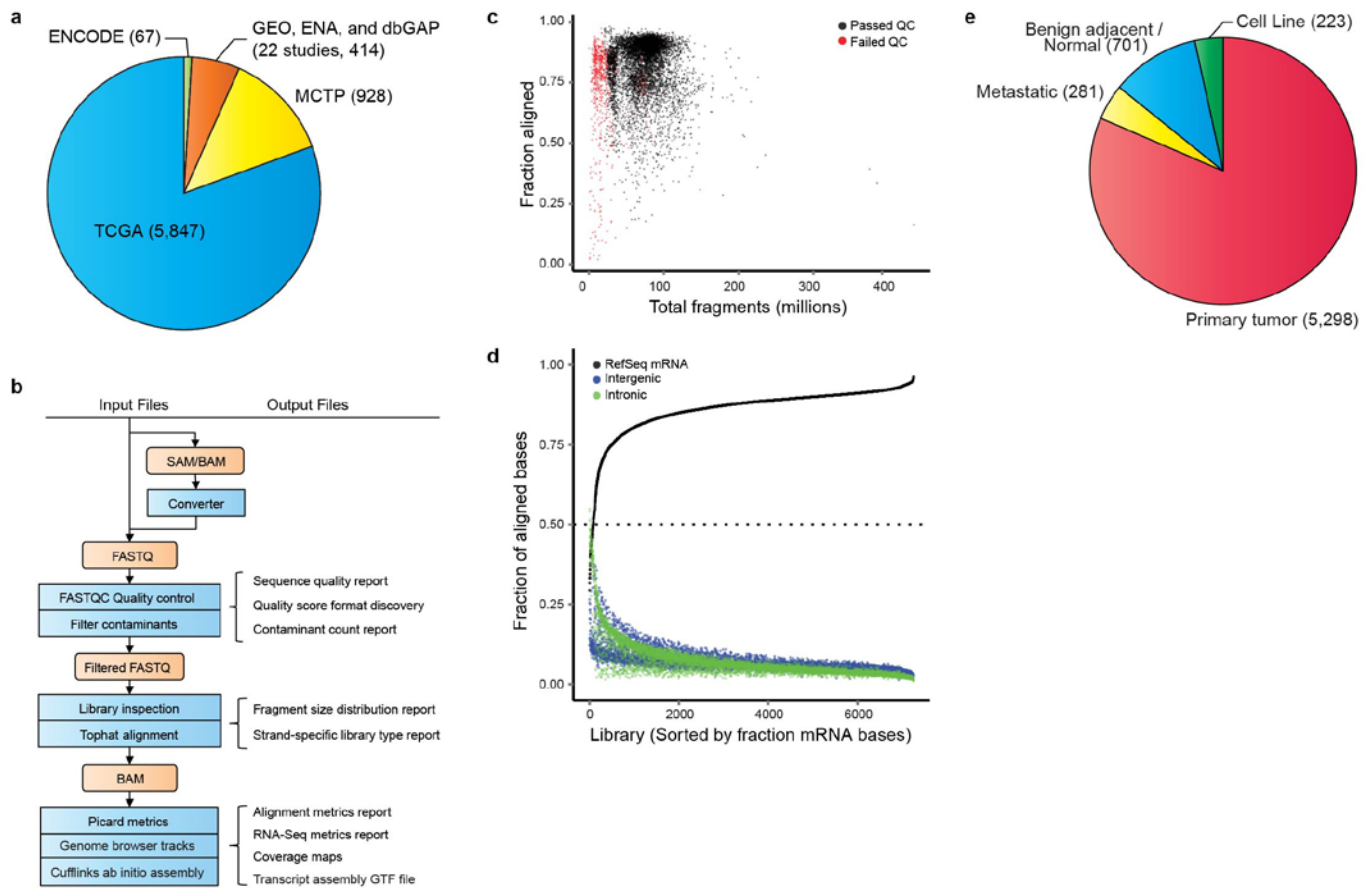 a
ENCODE (67)
GEO, ENA, and dbGAP
(22 studies, 414)
MCTP (928)
TCGA (5,847)
b
Input Files
Output Files
SAM/BAM
Converter
FASTQ
FASTQC Quality control
Filter contaminants
Sequence quality report
Quality score format discovery
Contaminant count report
Filtered FASTQ
Library inspection
Tophat alignment
Fragment size distribution report
Strand-specific library type report
BAM
Picard metrics
Genome browser tracks
Cufflinks ab initio assembly
Alignment metrics report
RNA-Seq metrics report
Coverage maps
Transcript assembly GTF file
c
Passed QC
Failed QC
Fraction aligned
1.00
0.75
0.50
0.25
0.00
0
100
200
300
400
Total fragments (millions)
d
RefSeq mRNA
Intergenic
Intronic
Fraction of aligned bases
1.00
0.75
0.50
0.25
0.00
0
2000
4000
6000
Library (Sorted by fraction mRNA bases)
e
Cell Line (223)
Benign adjacent /
Normal (701)
Metastatic (281)
Primary tumor (5,298)